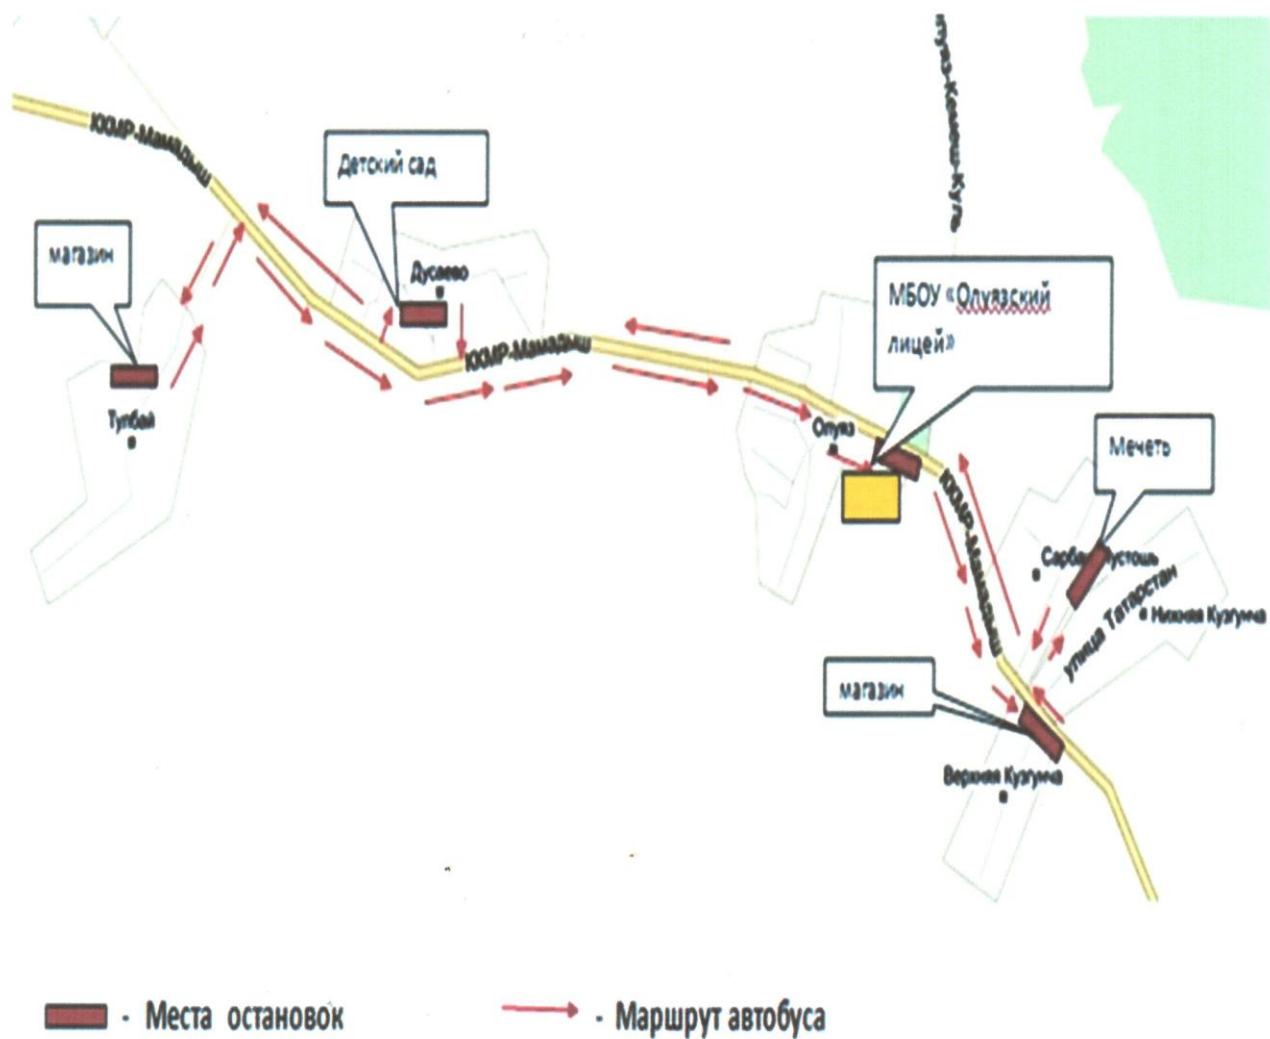 ККМР-Мамадыш
Детский сад
магазин
Дусаево
Тулбай
ККМР-Мамадыш
МБОУ «Олуязский
лицей»
Олуяз
Мечеть
ККМР-Мамадыш
улица Татарстан
Нижняя Кузгунча
магазин
Верхняя Кузгунча
- Места остановок
- Маршрут автобуса